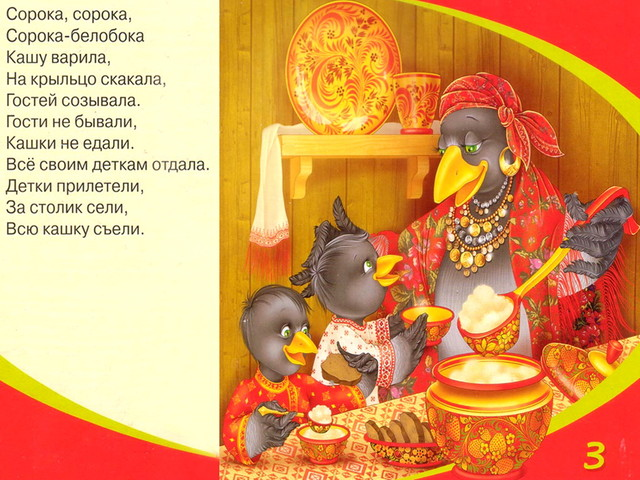 Сорока, сорока,
Сорока-белобока
Кашу варила,
На крыльцо скакала,
Гостей созывала.
Гости не бывали,
Кашки не едали.
Всё своим деткам отдала.
Детки прилетели,
За столик сели,
Всю кашку съели.
3